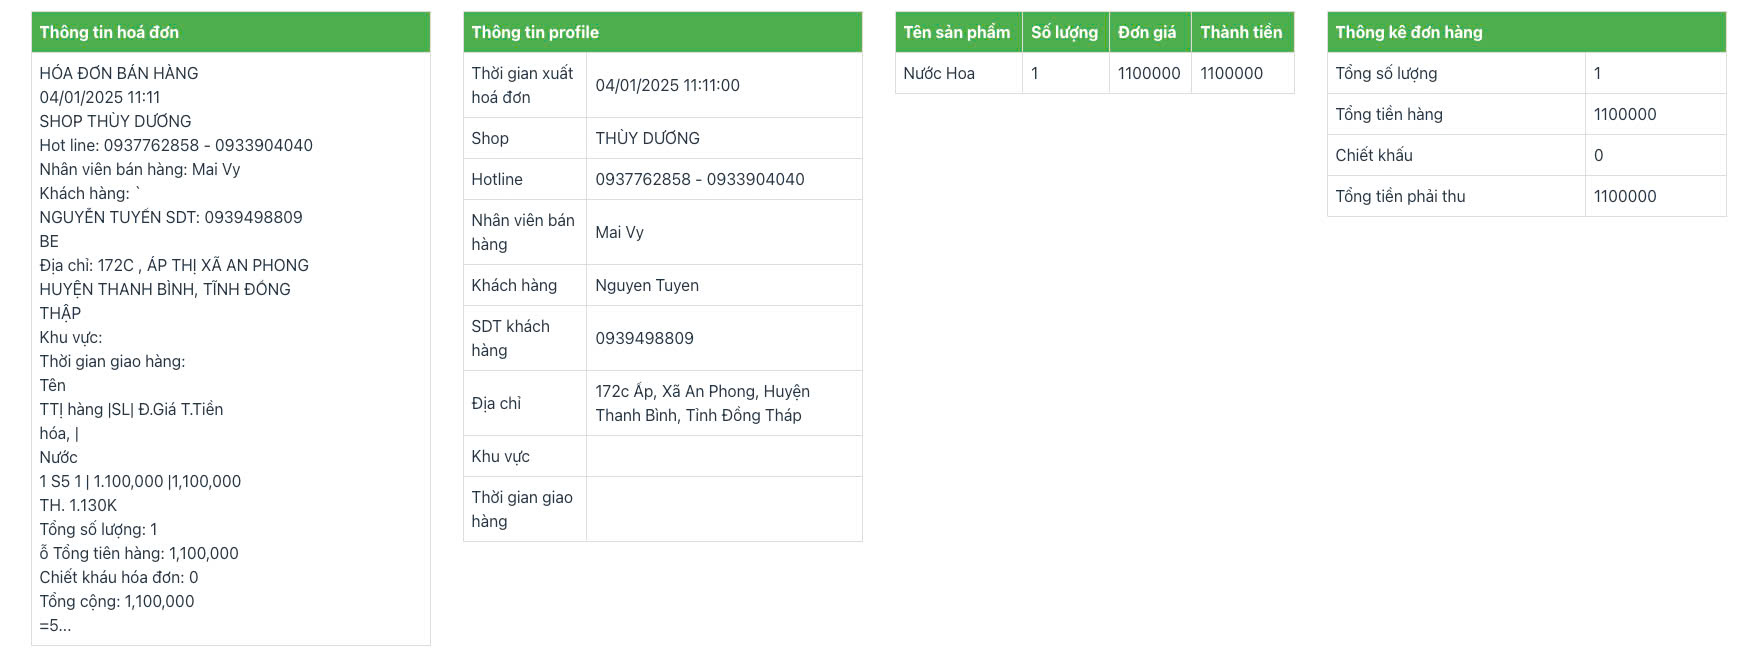 Thông tin hoá đơn
HÓA ĐƠN BÁN HÀNG
04/01/2025 11:11
SHOP THÙY DƯƠNG
Hot line: 0937762858 - 0933904040
Nhân viên bán hàng: Mai Vy
Khách hàng: `
NGUYỄN TUYẾN SDT: 0939498809
BE
Địa chỉ: 172C , ÁP THỊ XÃ AN PHONG
HUYỆN THANH BÌNH, TĨNH ĐÓNG
THẬP
Khu vực:
Thời gian giao hàng:
Tên
TTỊ hàng |SL| Đ.Giá T.Tiền
hóa, |
Nước
1 S5 1 | 1.100,000 |1,100,000
TH. 1.130K
Tổng số lượng: 1
ỗ Tổng tiên hàng: 1,100,000
Chiết kháu hóa đơn: 0
Tổng cộng: 1,100,000
=5...
Thông tin profile
Thời gian xuất
hoá đơn
04/01/2025 11:11:00
Shop
THÙY DƯƠNG
Hotline
0937762858 - 0933904040
Nhân viên bán
hàng
Mai Vy
Khách hàng
Nguyen Tuyen
SDT khách
hàng
0939498809
Địa chỉ
172c Ấp, Xã An Phong, Huyện
Thanh Bình, Tỉnh Đồng Tháp
Khu vực
Thời gian giao
hàng
Tên sản phẩm Số lượng Đơn giá Thành tiền
Nước Hoa 1 1100000 1100000
Thông kê đơn hàng
Tổng số lượng 1
Tổng tiền hàng 1100000
Chiết khấu 0
Tổng tiền phải thu 1100000